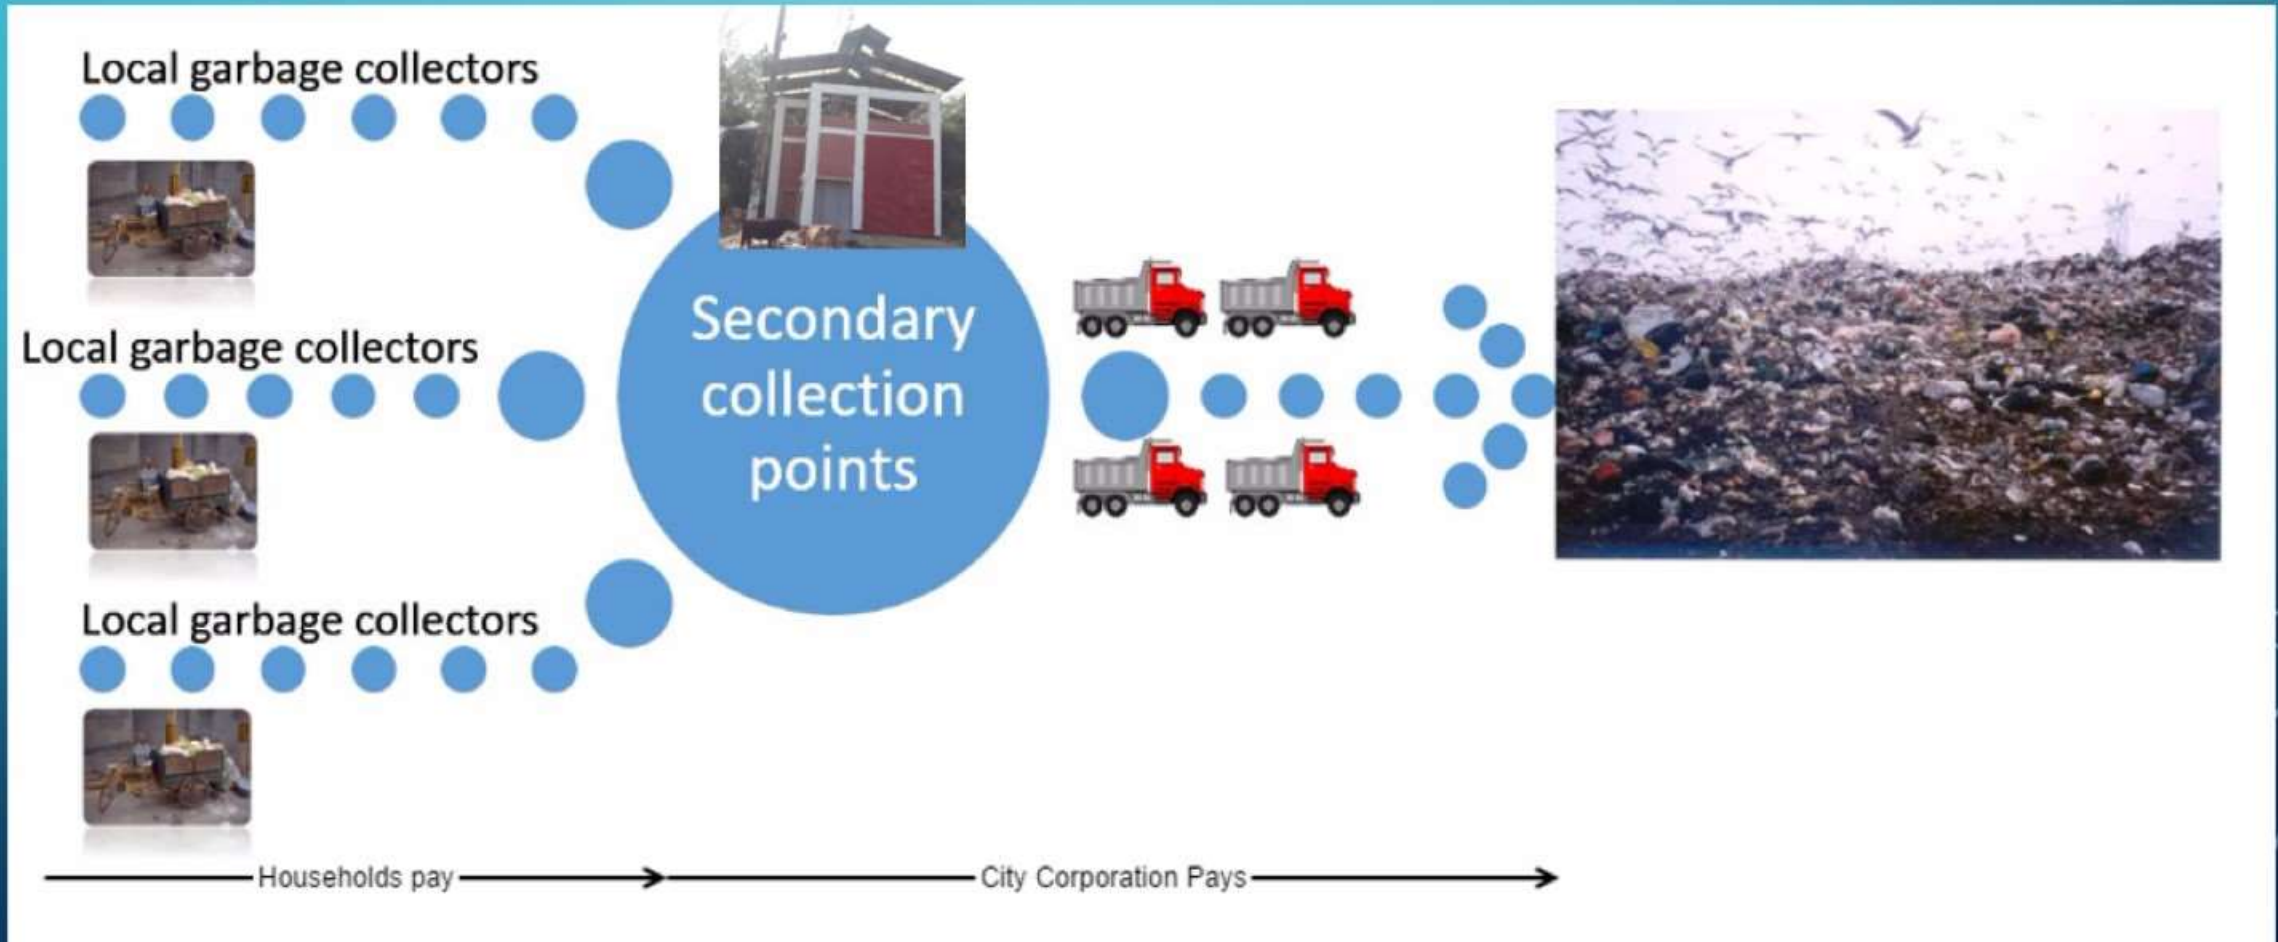 Local garbage collectors
Local garbage collectors
Secondary
collection
points
Local garbage collectors
Households pay
City Corporation Pays